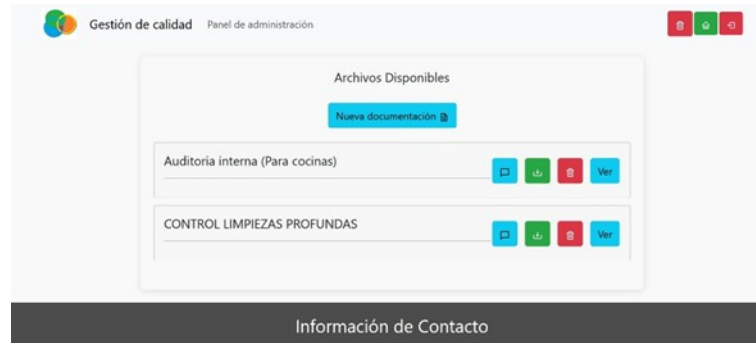 Gestión de calidad Panel de administración
Archivos Disponibles
Nueva documentación
Auditoria interna (Para cocinas)
Ver
CONTROL LIMPIEZAS PROFUNDAS
Ver
Información de Contacto